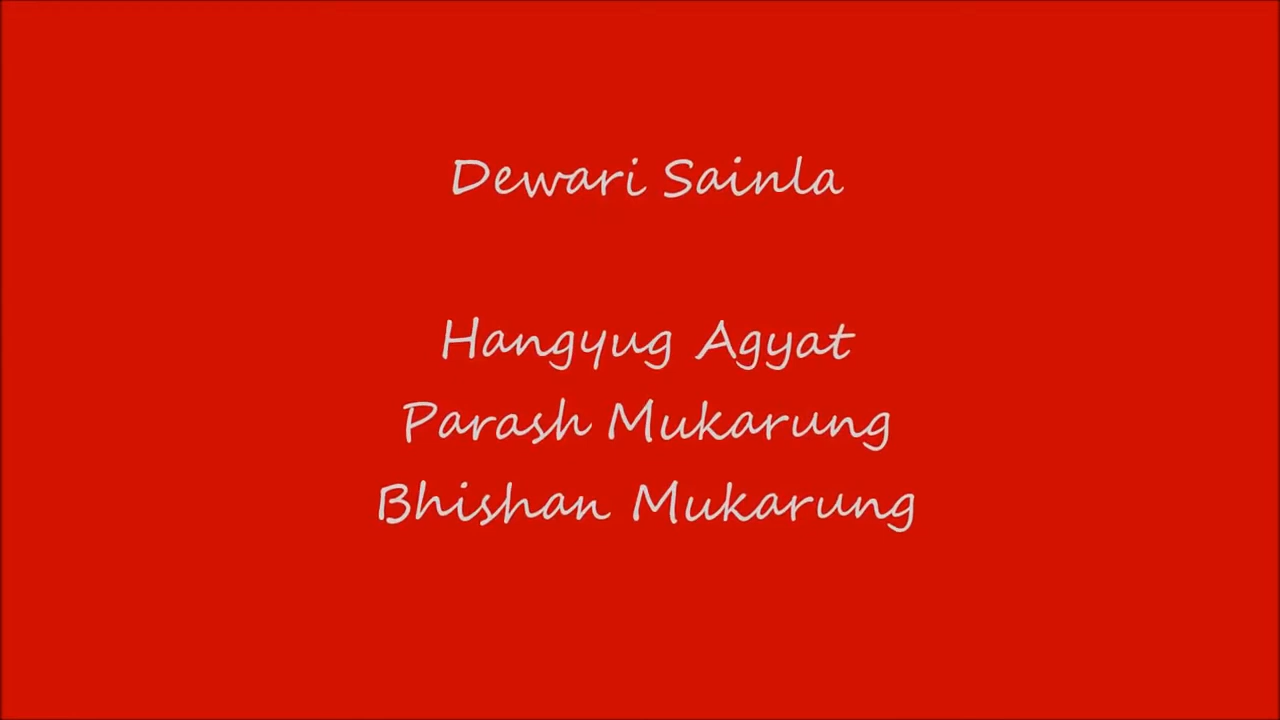 Dewari Sainla
Hangyug Agyat
Parash Mukarung
Bhishan Mukarung